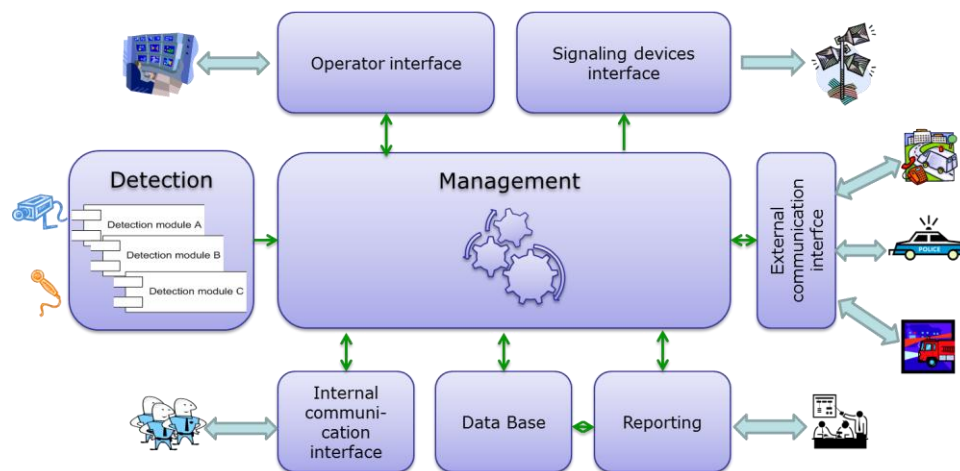 Operator interface
Signaling devices
interface
Detection
Detection module A
Detection module B
Detection module C
Management
External
communication
interfce
POLICE
Internal
communi-
cation
interface
Data Base
Reporting